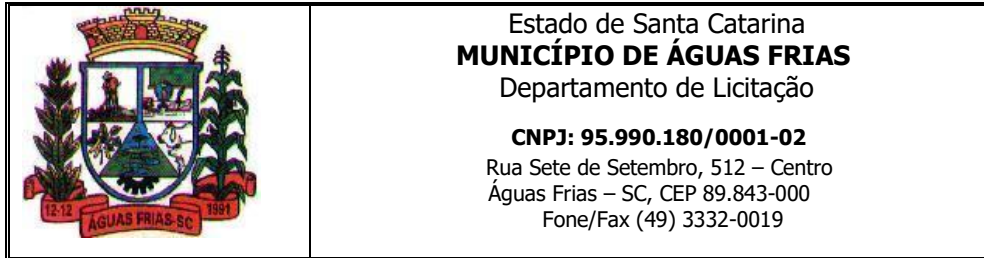 Estado de Santa Catarina
MUNICÍPIO DE ÁGUAS FRIAS
Departamento de Licitação
CNPJ: 95.990.180/0001-02
Rua Sete de Setembro, 512 – Centro
Águas Frias – SC, CEP 89.843-000
Fone/Fax (49) 3332-0019
12-12
ÁGUAS FRIAS-SC
1991